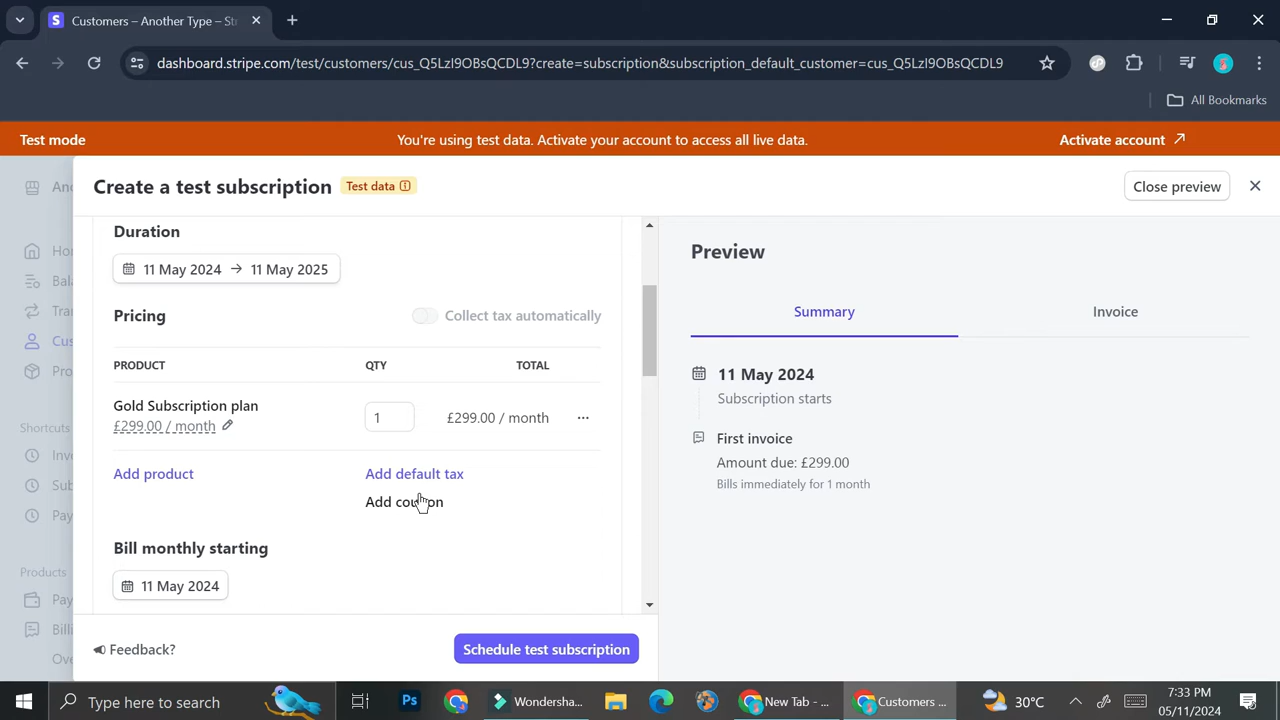 Customers – Another Type – St
dashboard.stripe.com/test/customers/cus_Q5LzI9OBsQCDL9?create=subscription&subscription_default_customer=cus_Q5LzI9OBsQCDL9
All Bookmarks
Test mode
You're using test data. Activate your account to access all live data.
Activate account
Create a test subscription
Test data
Close preview
Duration
11 May 2024 → 11 May 2025
Pricing
Collect tax automatically
PRODUCT QTY TOTAL
Gold Subscription plan
£299.00 / month
1
£299.00 / month
Add product
Add default tax
Add coupon
Bill monthly starting
11 May 2024
Feedback?
Schedule test subscription
Preview
Summary
Invoice
11 May 2024
Subscription starts
First invoice
Amount due: £299.00
Bills immediately for 1 month
Shortcuts
Products
Type here to search
Ps
Wondersha...
New Tab - ...
Customers ...
30°C
7:33 PM
05/11/2024